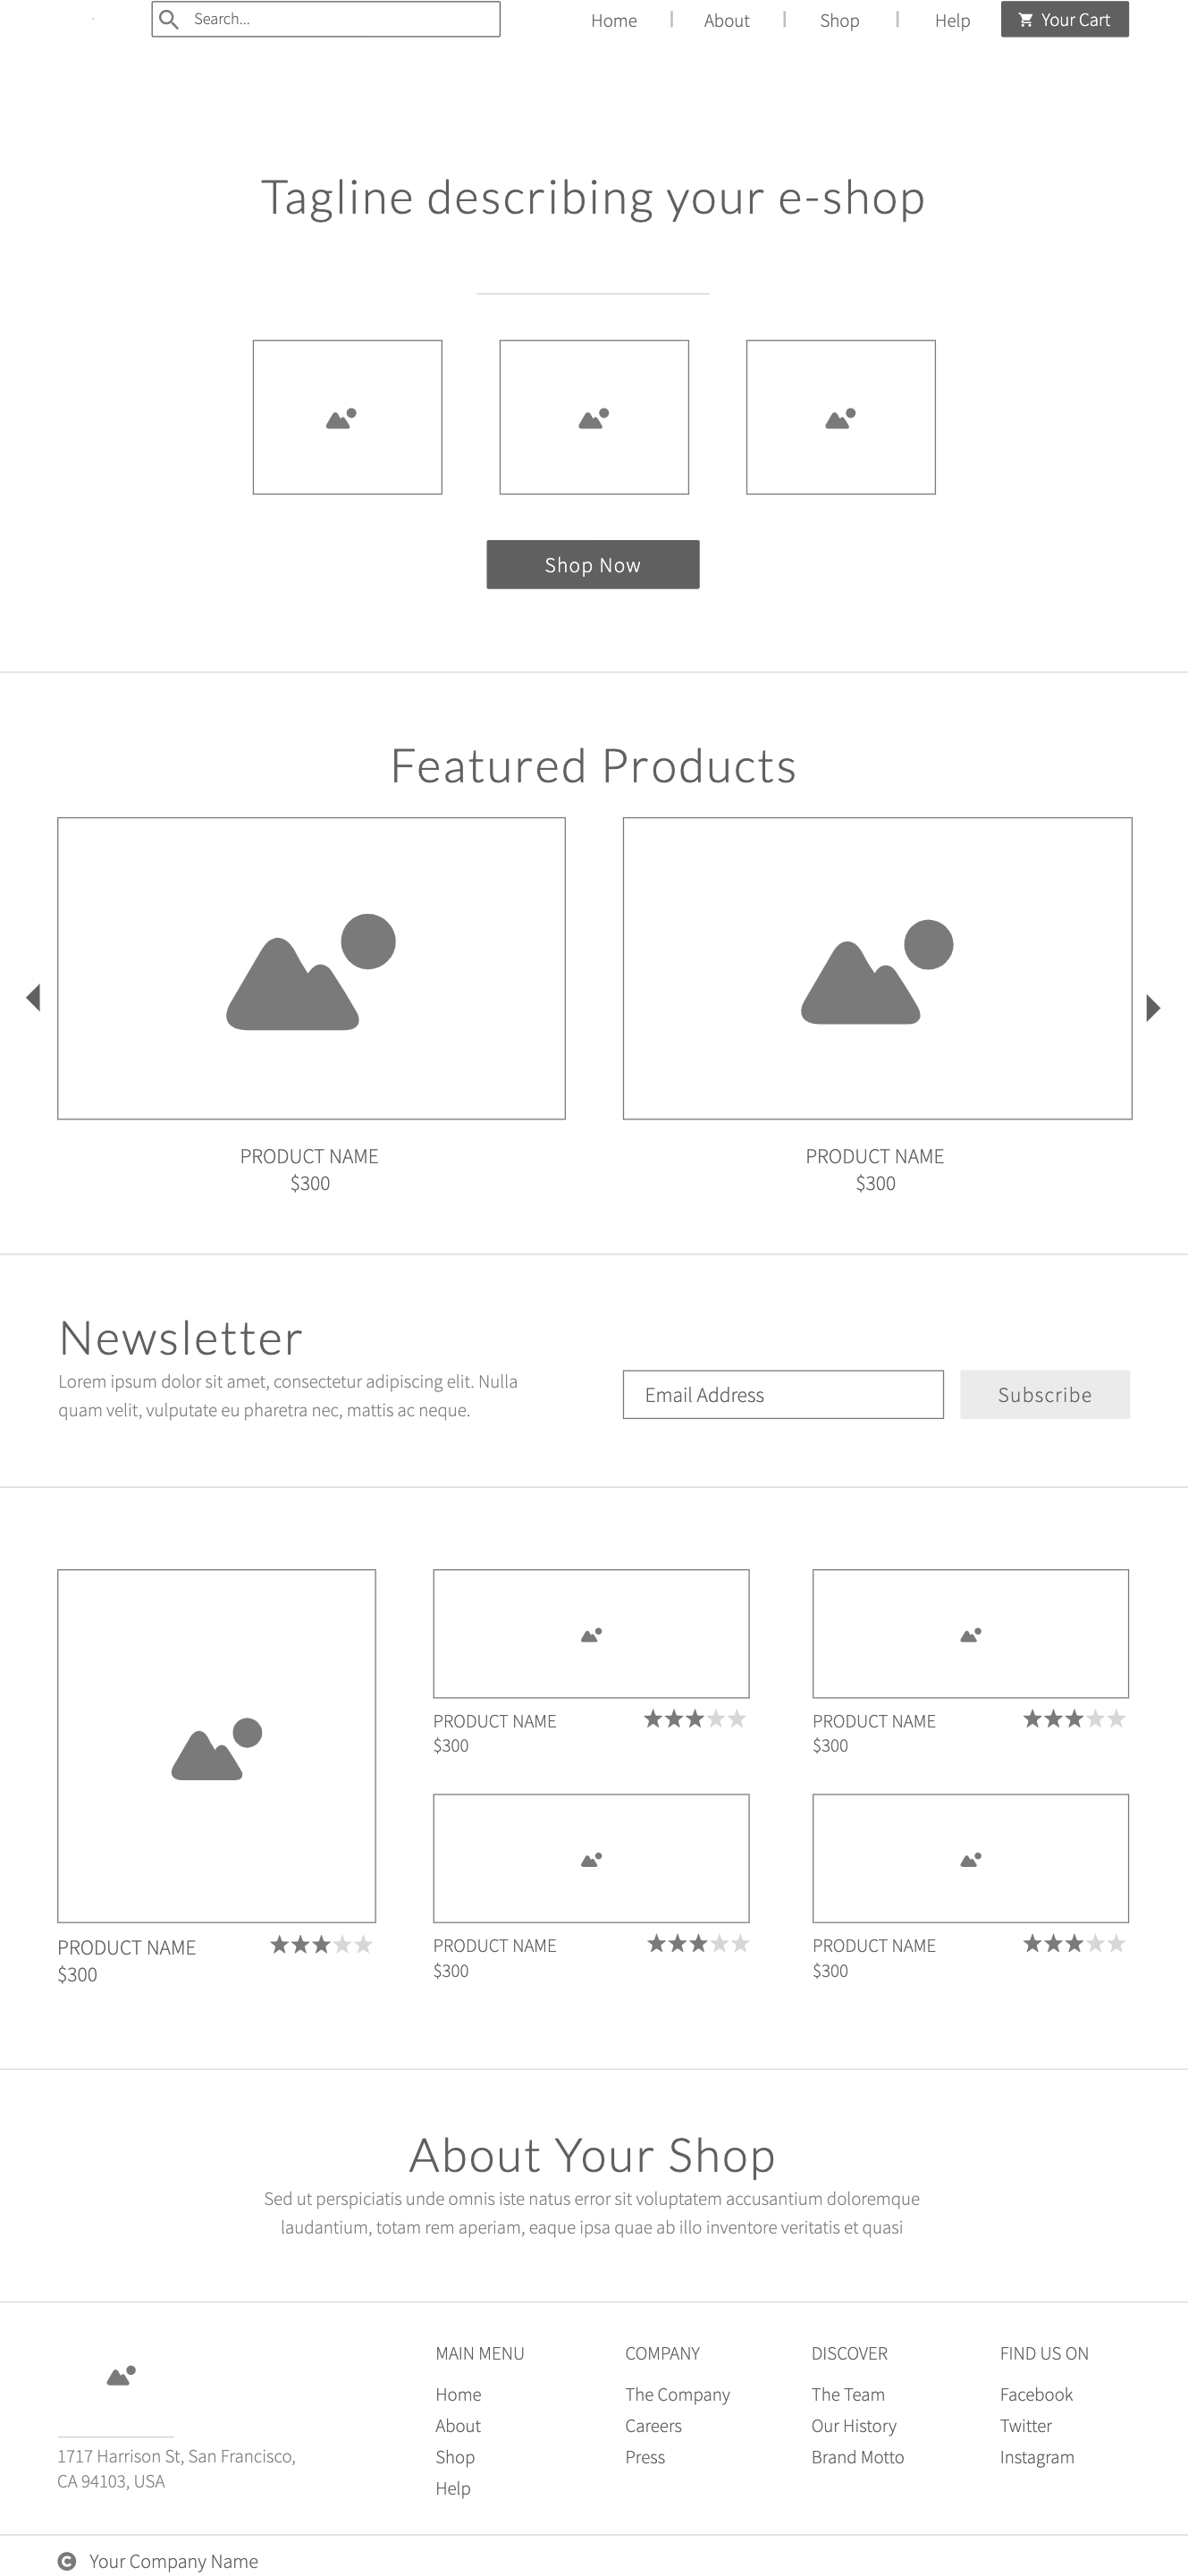 Search...
Home | About | Shop | Help
Your Cart
Tagline describing your e-shop
Shop Now
Featured Products
PRODUCT NAME
$300
PRODUCT NAME
$300
Newsletter
Lorem ipsum dolor sit amet, consectetur adipiscing elit. Nulla
quam velit, vulputate eu pharetra nec, mattis ac neque.
Email Address
Subscribe
PRODUCT NAME
$300
PRODUCT NAME
$300
PRODUCT NAME
$300
PRODUCT NAME
$300
PRODUCT NAME
$300
About Your Shop
Sed ut perspiciatis unde omnis iste natus error sit voluptatem accusantium doloremque
laudantium, totam rem aperiam, eaque ipsa quae ab illo inventore veritatis et quasi
1717 Harrison St, San Francisco,
CA 94103, USA
MAIN MENU
Home
About
Shop
Help
COMPANY
The Company
Careers
Press
DISCOVER
The Team
Our History
Brand Motto
FIND US ON
Facebook
Twitter
Instagram
© Your Company Name